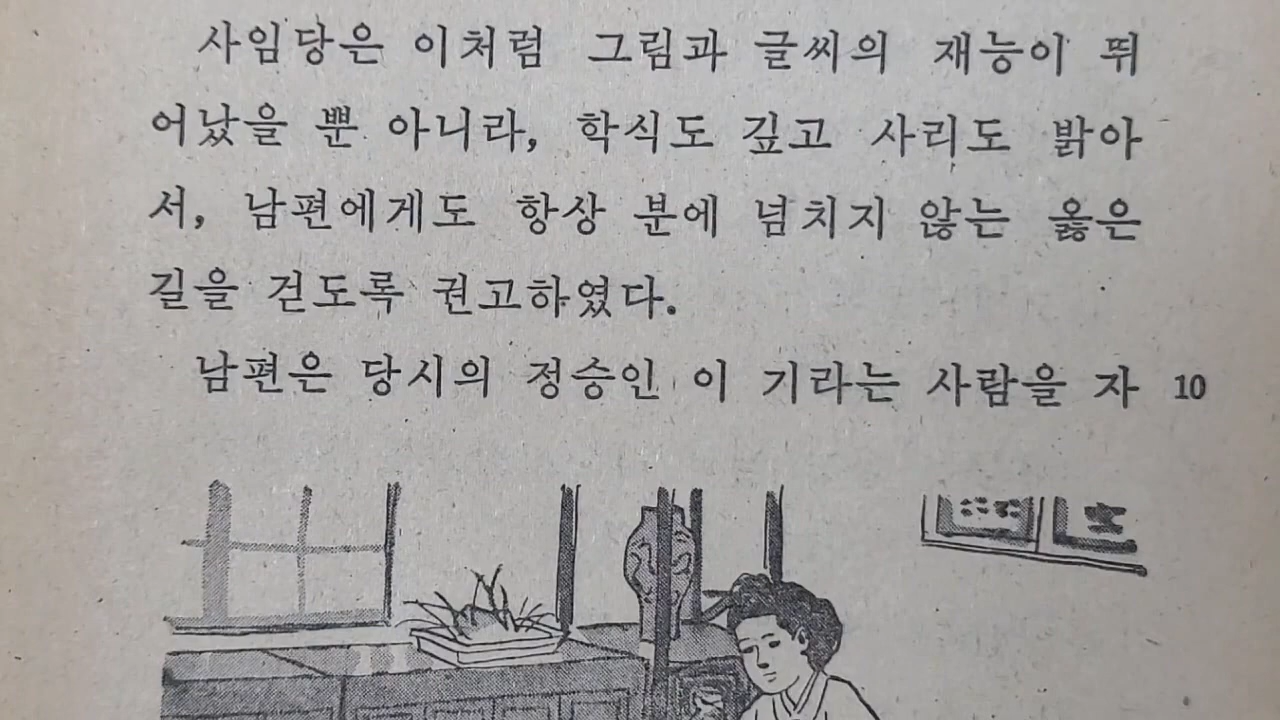 사임당은 이처럼 그림과 글씨의 재능이 뛰
어났을 뿐 아니라, 학식도 깊고 사리도 밝아
서, 남편에게도 항상 분에 넘치지 않는 옳은
길을 걷도록 권고하였다.
남편은 당시의 정승인 이 기라는 사람을 자 10